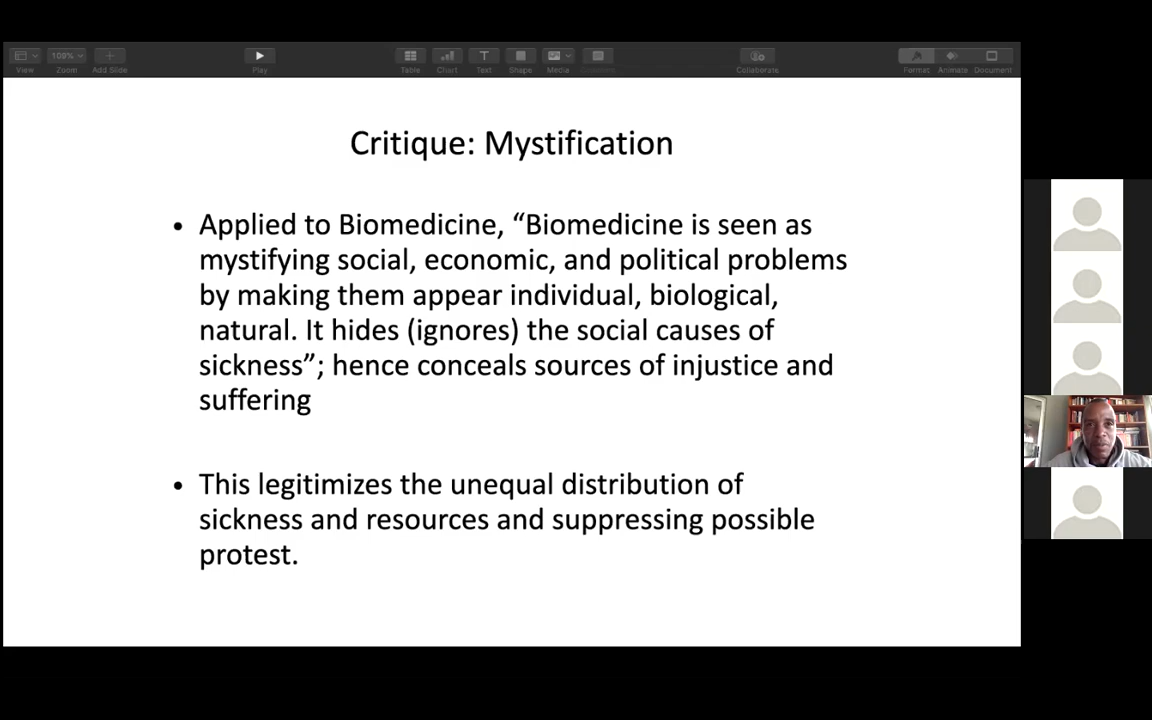 109%
View Zoom Add Slide Play Table Chart Text Shape Media Comment Collaborate Format Animate Document
Critique: Mystification
• Applied to Biomedicine, “Biomedicine is seen as
mystifying social, economic, and political problems
by making them appear individual, biological,
natural. It hides (ignores) the social causes of
sickness”; hence conceals sources of injustice and
suffering
• This legitimizes the unequal distribution of
sickness and resources and suppressing possible
protest.